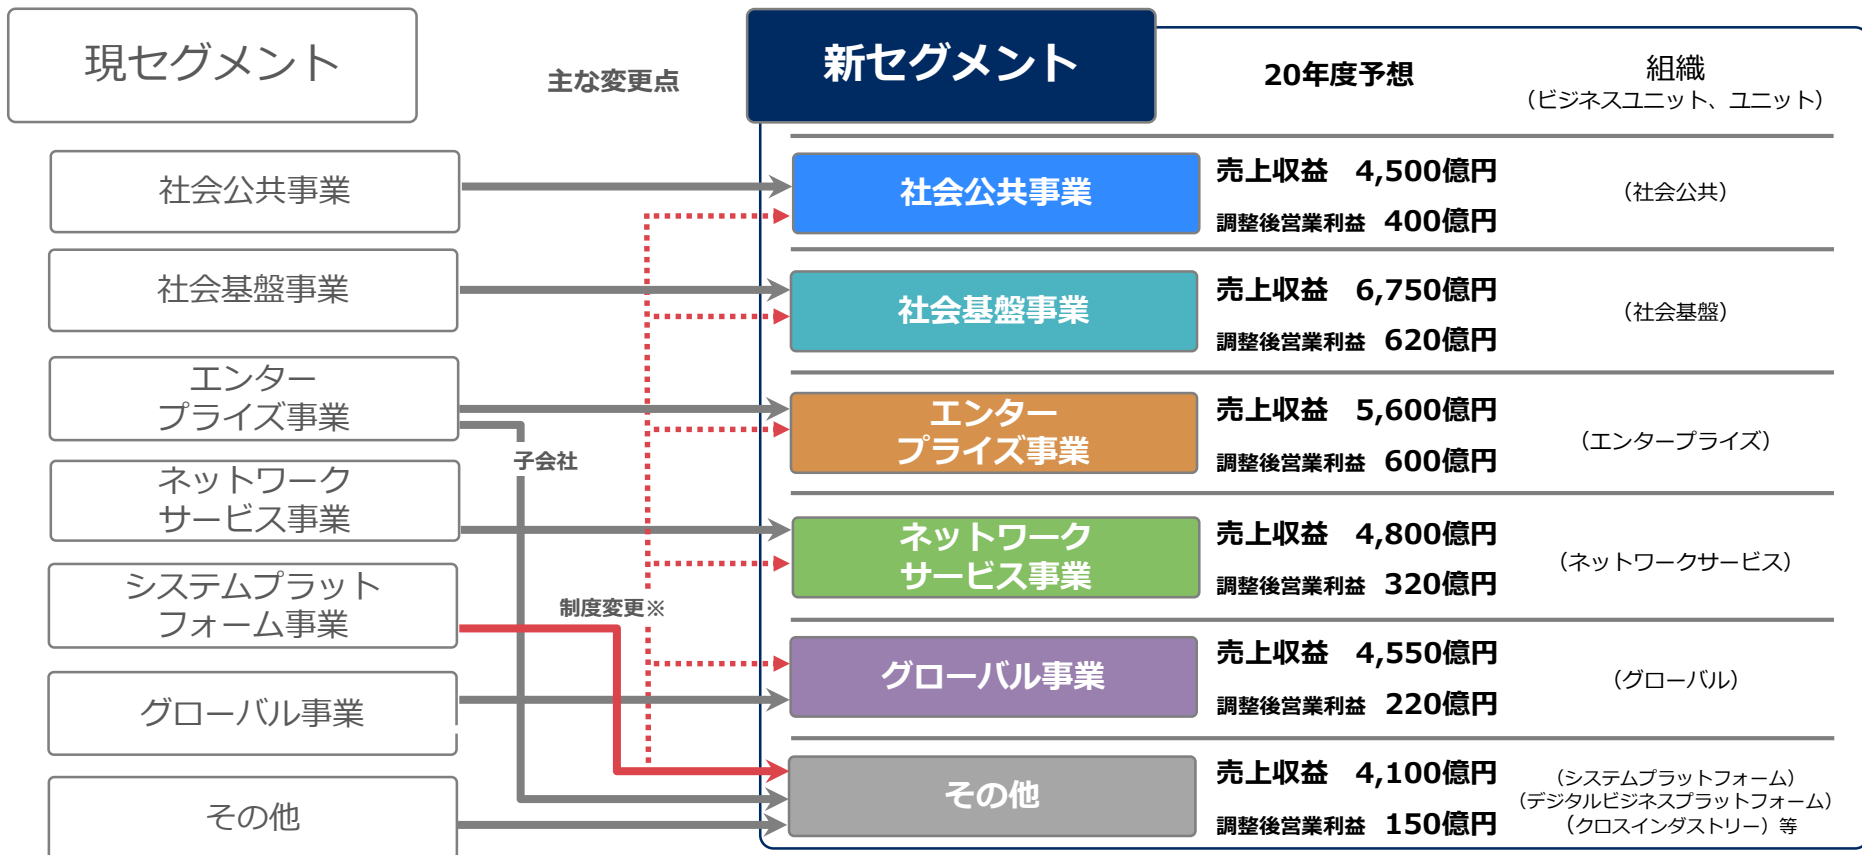 現セグメント
主な変更点
新セグメント
20年度予想
組織
（ビジネスユニット、ユニット）
社会公共事業
社会公共事業
売上収益 4,500億円
調整後営業利益 400億円
（社会公共）
社会基盤事業
社会基盤事業
売上収益 6,750億円
調整後営業利益 620億円
（社会基盤）
エンター
プライズ事業
子会社
エンター
プライズ事業
売上収益 5,600億円
調整後営業利益 600億円
（エンタープライズ）
ネットワーク
サービス事業
ネットワーク
サービス事業
売上収益 4,800億円
調整後営業利益 320億円
（ネットワークサービス）
システムプラット
フォーム事業
制度変更※
グローバル事業
グローバル事業
売上収益 4,550億円
調整後営業利益 220億円
（グローバル）
その他
その他
売上収益 4,100億円
調整後営業利益 150億円
（システムプラットフォーム）
（デジタルビジネスプラットフォーム）
（クロスインダストリー）等